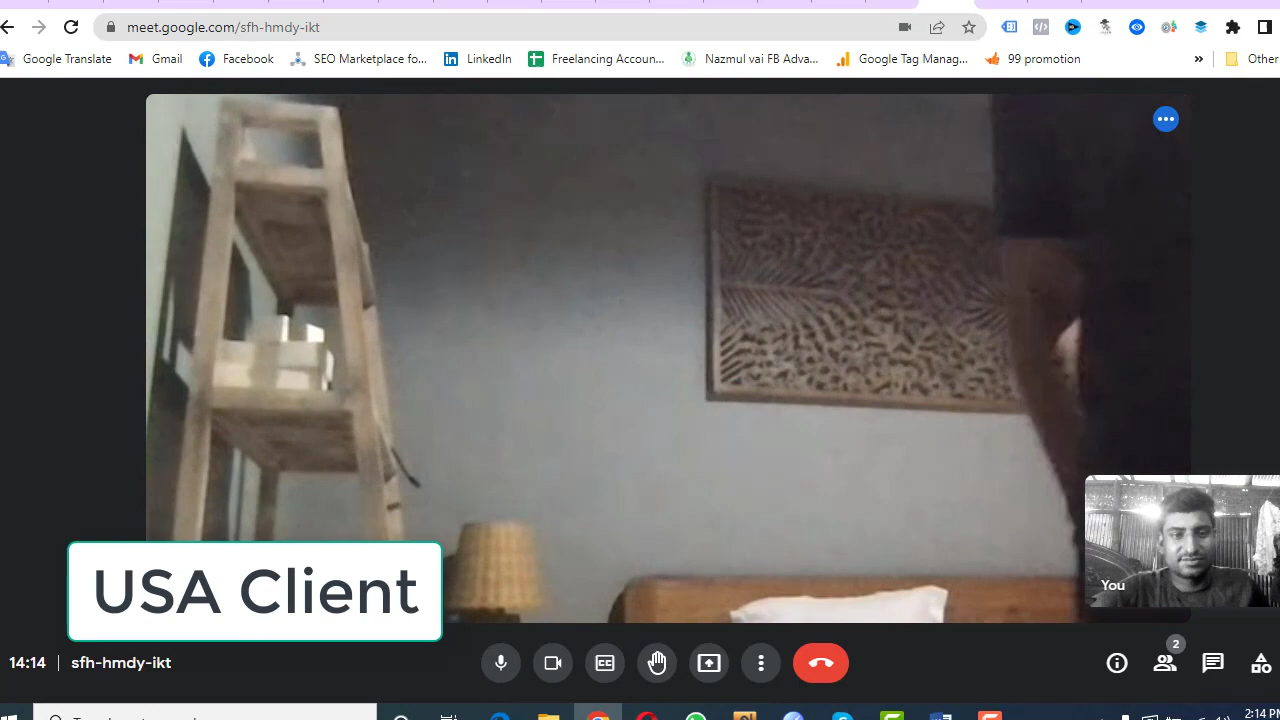 meet.google.com/sfh-hmdy-ikt
Google Translate
Gmail
Facebook
SEO Marketplace fo...
LinkedIn
Freelancing Accoun...
Nazmul vai FB Adva...
Google Tag Manag...
99 promotion
»
Other
You
USA Client
14:14 | sfh-hmdy-ikt
2
2:14 PM